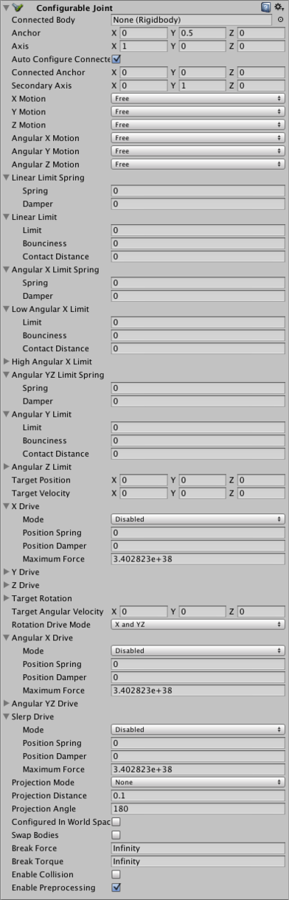 Configurable Joint
Connected Body None (Rigidbody)
Anchor X 0 Y 0.5 Z 0
Axis X 1 Y 0 Z 0
Auto Configure Connecte
Connected Anchor X 0 Y 0 Z 0
Secondary Axis X 0 Y 1 Z 0
X Motion Free
Y Motion Free
Z Motion Free
Angular X Motion Free
Angular Y Motion Free
Angular Z Motion Free
Linear Limit Spring
Spring 0
Damper 0
Linear Limit
Limit 0
Bounciness 0
Contact Distance 0
Angular X Limit Spring
Spring 0
Damper 0
Low Angular X Limit
Limit 0
Bounciness 0
Contact Distance 0
High Angular X Limit
Angular YZ Limit Spring
Spring 0
Damper 0
Angular Y Limit
Limit 0
Bounciness 0
Contact Distance 0
Angular Z Limit
Target Position X 0 Y 0 Z 0
Target Velocity X 0 Y 0 Z 0
X Drive
Mode Disabled
Position Spring 0
Position Damper 0
Maximum Force 3.402823e+38
Y Drive
Z Drive
Target Rotation
Target Angular Velocity X 0 Y 0 Z 0
Rotation Drive Mode X and YZ
Angular X Drive
Mode Disabled
Position Spring 0
Position Damper 0
Maximum Force 3.402823e+38
Angular YZ Drive
Slerp Drive
Mode Disabled
Position Spring 0
Position Damper 0
Maximum Force 3.402823e+38
Projection Mode None
Projection Distance 0.1
Projection Angle 180
Configured In World Spac
Swap Bodies
Break Force Infinity
Break Torque Infinity
Enable Collision
Enable Preprocessing